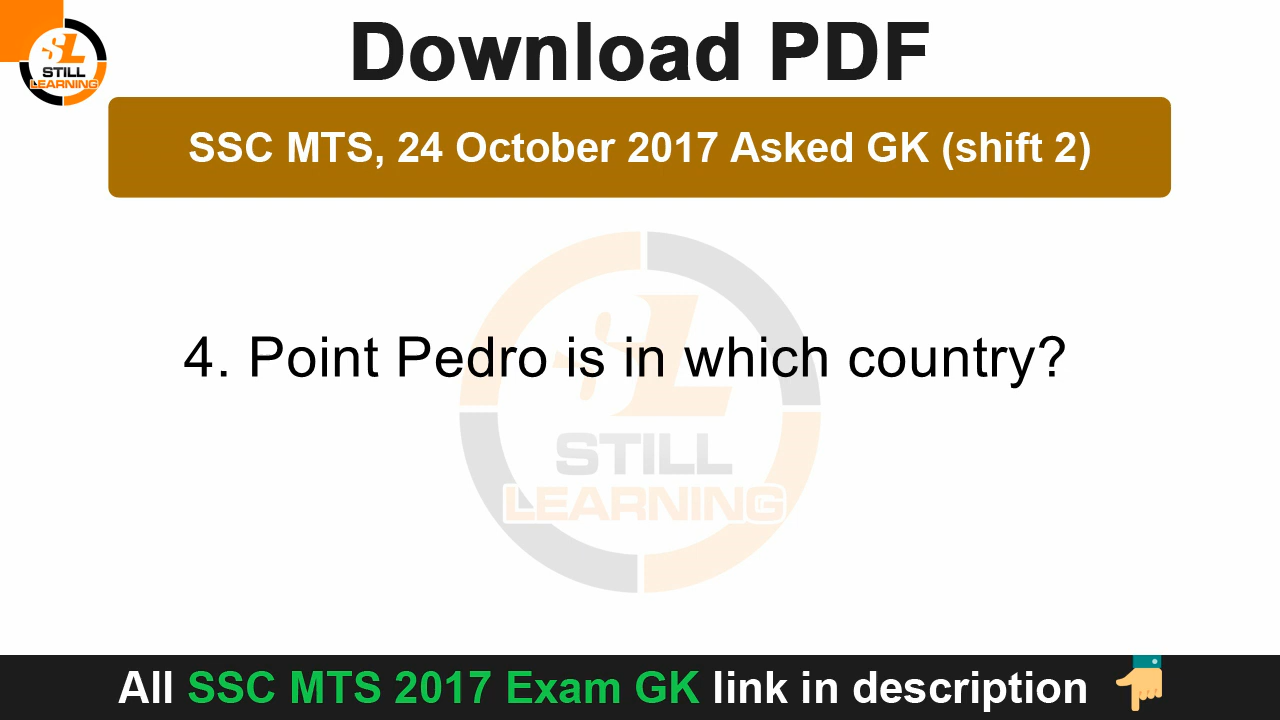 Download PDF
SL
STILL
LEARNING
SSC MTS, 24 October 2017 Asked GK (shift 2)
4. Point Pedro is in which country?
SL
STILL
LEARNING
All SSC MTS 2017 Exam GK link in description